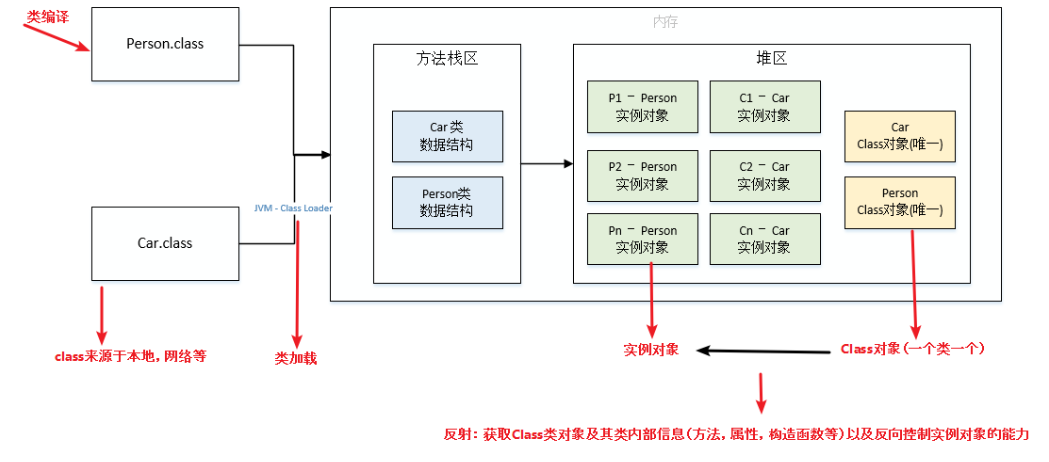 类编译
Person.class
内存
方法栈区
堆区
Car 类
数据结构
Person类
数据结构
P1 － Person
实例对象
C1 － Car
实例对象
P2 － Person
实例对象
C2 － Car
实例对象
Pn － Person
实例对象
Cn － Car
实例对象
Car
Class对象(唯一)
Person
Class对象(唯一)
JVM - Class Loader
Car.class
class来源于本地，网络等
类加载
实例对象
Class对象（一个类一个）
反射：获取Class类对象及其类内部信息（方法，属性，构造函数等）以及反向控制实例对象的能力